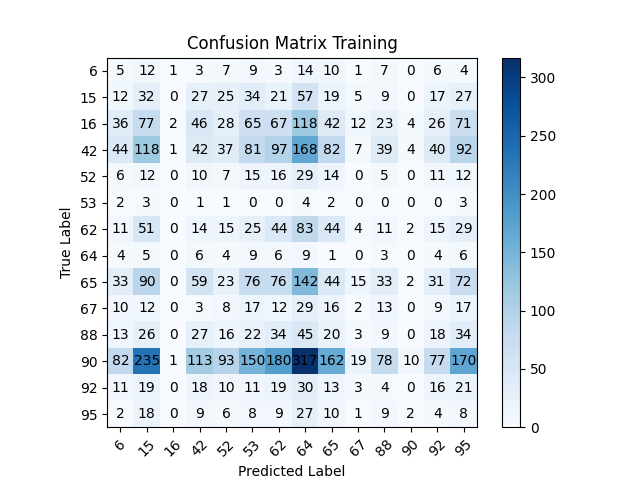 Confusion Matrix Training
6 5 12 1 3 7 9 3 14 10 1 7 0 6 4
15 12 32 0 27 25 34 21 57 19 5 9 0 17 27
16 36 77 2 46 28 65 67 118 42 12 23 4 26 71
42 44 118 1 42 37 81 97 168 82 7 39 4 40 92
52 6 12 0 10 7 15 16 29 14 0 5 0 11 12
53 2 3 0 1 1 0 0 4 2 0 0 0 0 3
62 11 51 0 14 15 25 44 83 44 4 11 2 15 29
64 4 5 0 6 4 9 6 9 1 0 3 0 4 6
65 33 90 0 59 23 76 76 142 44 15 33 2 31 72
67 10 12 0 3 8 17 12 29 16 2 13 0 9 17
88 13 26 0 27 16 22 34 45 20 3 9 0 18 34
90 82 235 1 113 93 150 180 317 162 19 78 10 77 170
92 11 19 0 18 10 11 19 30 13 3 4 0 16 21
95 2 18 0 9 6 8 9 27 10 1 9 2 4 8
6 15 16 42 52 53 62 64 65 67 88 90 92 95
Predicted Label
True Label
300
250
200
150
100
50
0